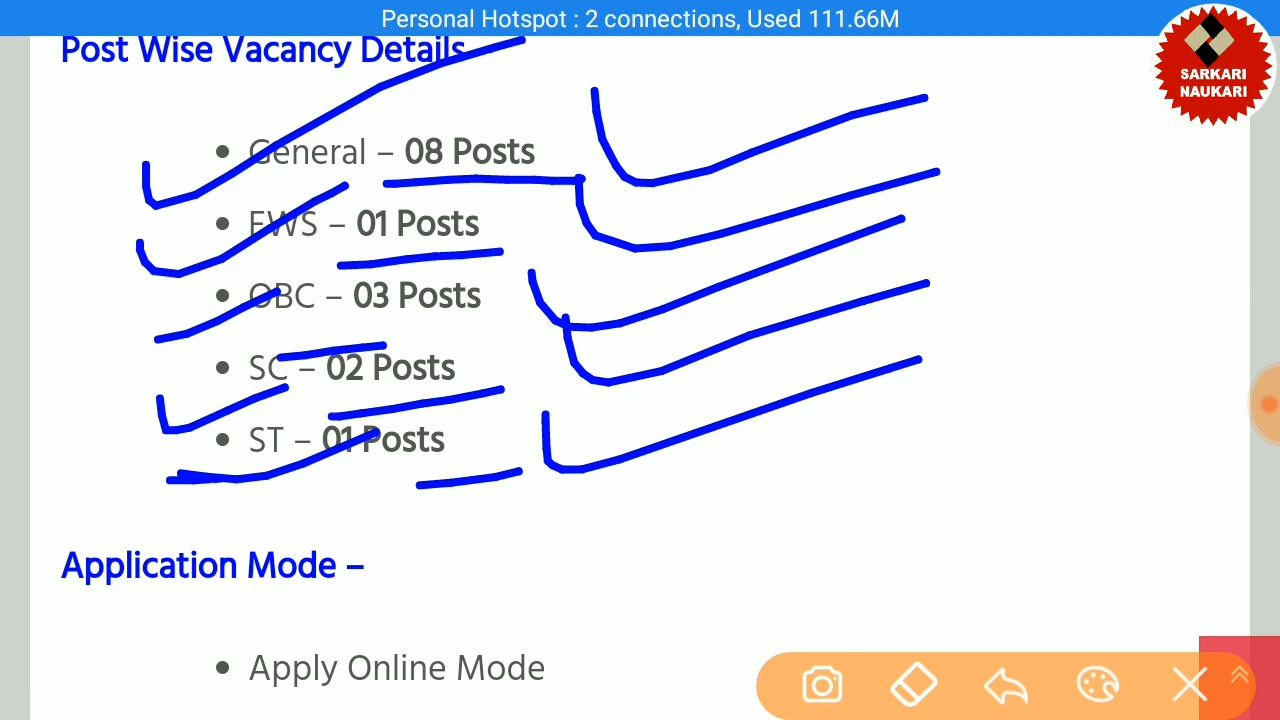 Personal Hotspot : 2 connections, Used 111.66M
SARKARI
NAUKARI
Post Wise Vacancy Details
General – 08 Posts
EWS – 01 Posts
OBC – 03 Posts
SC – 02 Posts
ST – 01 Posts
Application Mode –
Apply Online Mode